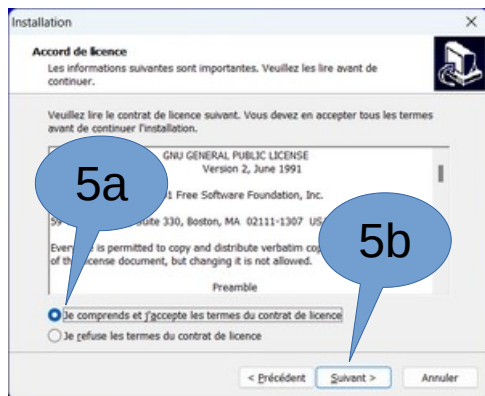 Installation
Accord de licence
Les informations suivantes sont importantes. Veuillez les lire avant de
continuer.
Veuillez lire le contrat de licence suivant. Vous devez en accepter tous les termes
avant de continuer l'installation.
GNU GENERAL PUBLIC LICENSE
Version 2, June 1991
1 Free Software Foundation, Inc.
59 Suite 330, Boston, MA 02111-1307
is permitted to copy and distribute verbatim
of license document, but changing it is not allowed.
Preamble
5a
5b
Je comprends et j'accepte les termes du contrat de licence
Je refuse les termes du contrat de licence
< Précédent
Suivant >
Annuler